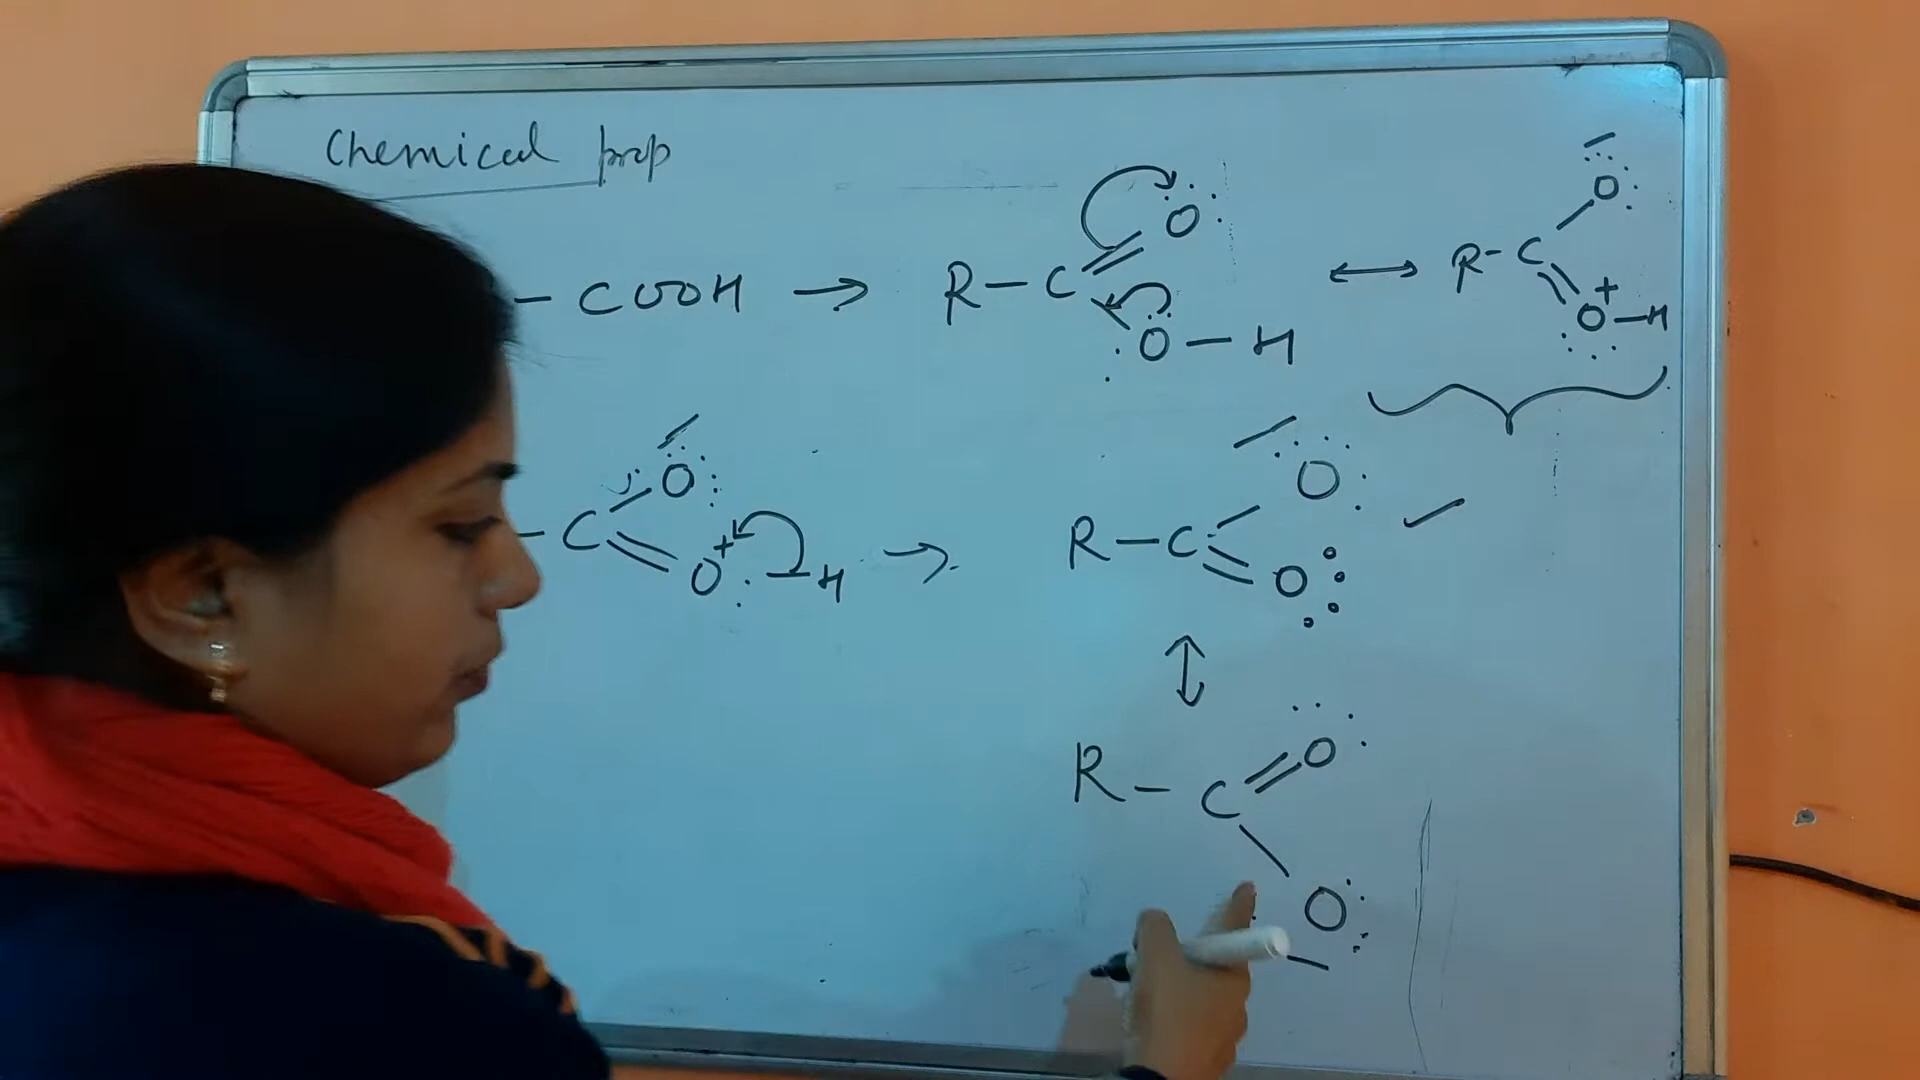 Chemical prop
– COOH → R – C = O O – H ↔ R – C O = O + – H
– C O = O + – H → R – C O = O
R – C = O O